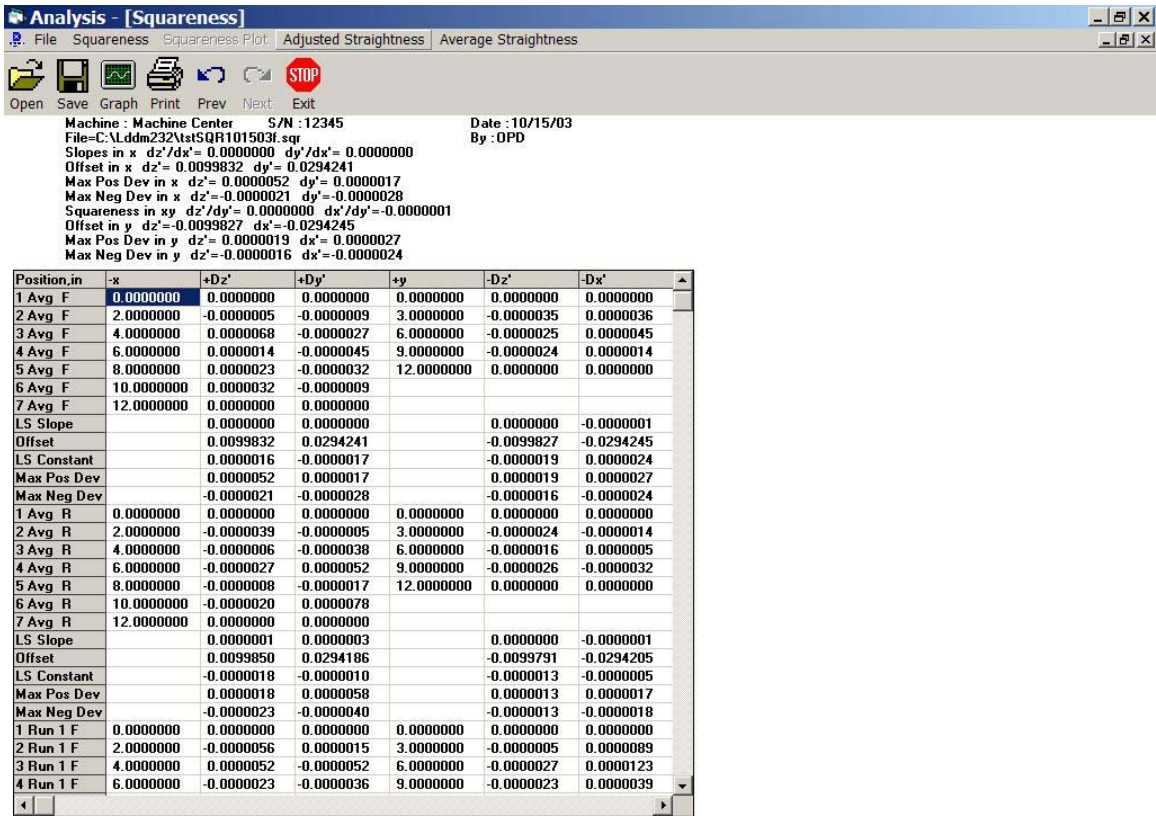 Analysis - [Squareness]
File Squareness Squareness Plot Adjusted Straightness Average Straightness
STOP
Open Save Graph Print Prev Next Exit
Machine : Machine Center S/N :12345 Date :10/15/03
File=C:\Lddm232\tstSQR101503f.sqr By :OPD
Slopes in x dz'/dx'= 0.0000000 dy'/dx'= 0.0000000
Offset in x dz'= 0.0099832 dy'= 0.0294241
Max Pos Dev in x dz'= 0.0000052 dy'= 0.0000017
Max Neg Dev in x dz'=-0.0000021 dy'=-0.0000028
Squareness in xy dz'/dy'= 0.0000000 dx'/dy'=-0.0000001
Offset in y dz'=-0.0099827 dx'=-0.0294245
Max Pos Dev in y dz'= 0.0000019 dx'= 0.0000027
Max Neg Dev in y dz'=-0.0000016 dx'=-0.0000024
Position,in -x +Dz' +Dy' +y -Dz' -Dx'
1 Avg F 0.0000000 0.0000000 0.0000000 0.0000000 0.0000000 0.0000000
2 Avg F 2.0000000 -0.0000005 -0.0000009 3.0000000 -0.0000035 0.0000036
3 Avg F 4.0000000 0.0000068 -0.0000027 6.0000000 -0.0000025 0.0000045
4 Avg F 6.0000000 0.0000014 -0.0000045 9.0000000 -0.0000024 0.0000014
5 Avg F 8.0000000 0.0000023 -0.0000032 12.0000000 0.0000000 0.0000000
6 Avg F 10.0000000 0.0000032 -0.0000009
7 Avg F 12.0000000 0.0000000 0.0000000
LS Slope 0.0000000 0.0000000 0.0000000 -0.0000001
Offset 0.0099832 0.0294241 -0.0099827 -0.0294245
LS Constant 0.0000016 -0.0000017 -0.0000019 0.0000024
Max Pos Dev 0.0000052 0.0000017 0.0000019 0.0000027
Max Neg Dev -0.0000021 -0.0000028 -0.0000016 -0.0000024
1 Avg R 0.0000000 0.0000000 0.0000000 0.0000000 0.0000000 0.0000000
2 Avg R 2.0000000 -0.0000039 -0.0000005 3.0000000 -0.0000024 -0.0000014
3 Avg R 4.0000000 -0.0000006 -0.0000038 6.0000000 -0.0000016 0.0000005
4 Avg R 6.0000000 -0.0000027 0.0000052 9.0000000 -0.0000026 -0.0000032
5 Avg R 8.0000000 -0.0000008 -0.0000017 12.0000000 0.0000000 0.0000000
6 Avg R 10.0000000 -0.0000020 0.0000078
7 Avg R 12.0000000 0.0000000 0.0000000
LS Slope 0.0000001 0.0000003 0.0000000 -0.0000001
Offset 0.0099850 0.0294186 -0.0099791 -0.0294205
LS Constant -0.0000018 -0.0000010 -0.0000013 -0.0000005
Max Pos Dev 0.0000018 0.0000058 0.0000013 0.0000017
Max Neg Dev -0.0000023 -0.0000040 -0.0000013 -0.0000018
1 Run 1 F 0.0000000 0.0000000 0.0000000 0.0000000 0.0000000 0.0000000
2 Run 1 F 2.0000000 -0.0000056 0.0000015 3.0000000 -0.0000005 0.0000089
3 Run 1 F 4.0000000 0.0000052 -0.0000052 6.0000000 -0.0000027 0.0000123
4 Run 1 F 6.0000000 -0.0000023 -0.0000036 9.0000000 -0.0000023 0.0000039